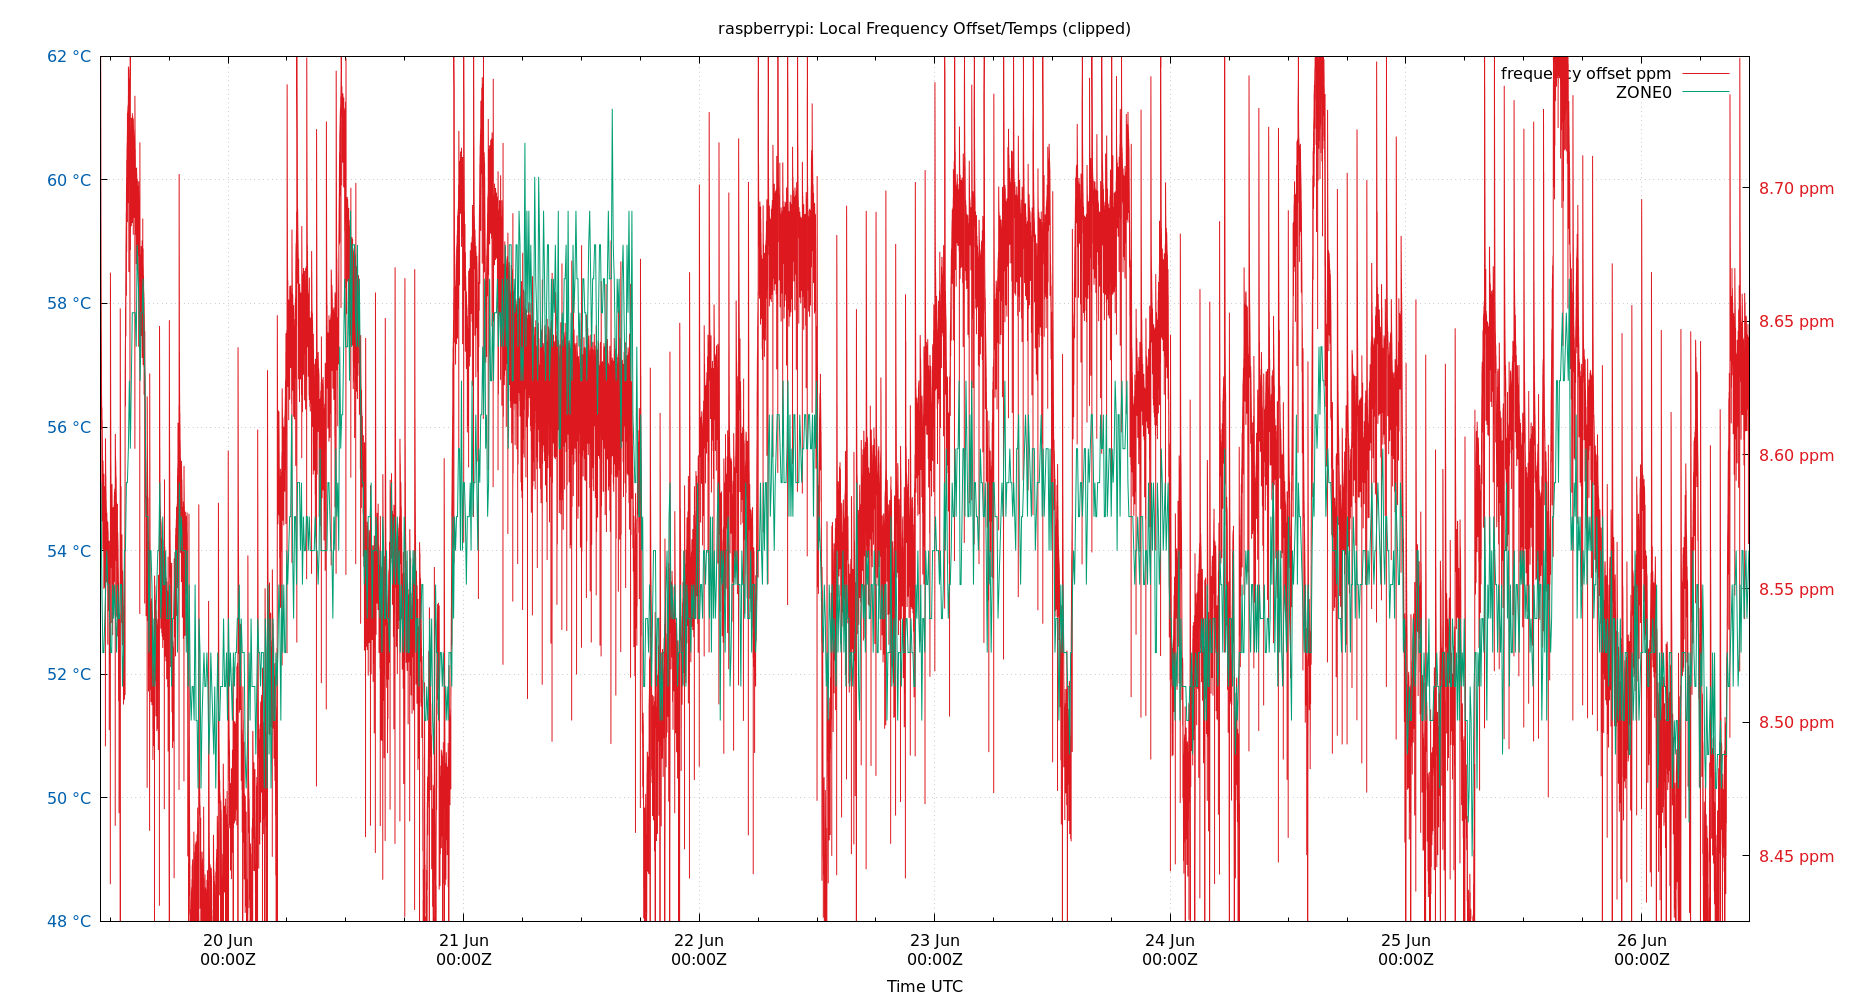 raspberrypi: Local Frequency Offset/Temps (clipped)
62 °C
60 °C
58 °C
56 °C
54 °C
52 °C
50 °C
48 °C
frequency offset ppm
ZONE0
8.70 ppm
8.65 ppm
8.60 ppm
8.55 ppm
8.50 ppm
8.45 ppm
20 Jun 21 Jun 22 Jun 23 Jun 24 Jun 25 Jun 26 Jun
00:00Z 00:00Z 00:00Z 00:00Z 00:00Z 00:00Z 00:00Z
Time UTC